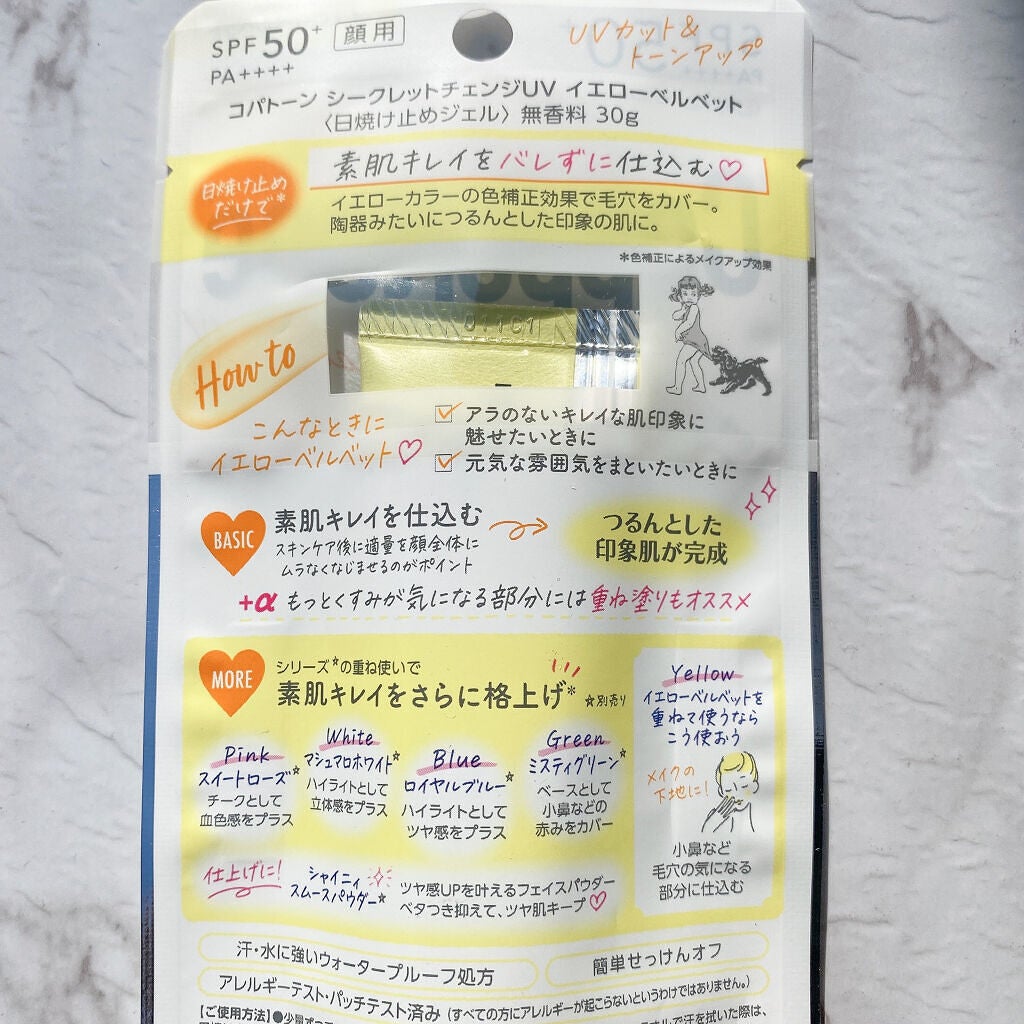 SPF50+ 顔用
PA++++
UVカット&
トーンアップ
コパトーン シークレットチェンジUV イエローベルベット
〈日焼け止めジェル〉無香料 30g
日焼け止め
だけで*
素肌キレイをバレずに仕込む♡
イエローカラーの色補正効果で毛穴をカバー。
陶器みたいにつるんとした印象の肌に。
*色補正によるメイクアップ効果
How to
こんなときに
イエローベルベット♡
アラのないキレイな肌印象に
魅せたいときに
元気な雰囲気をまといたいときに
BASIC
素肌キレイを仕込む
スキンケア後に適量を顔全体に
ムラなくなじませるのがポイント
つるんとした
印象肌が完成
+α もっとくすみが気になる部分には重ね塗りもオススメ
MORE
シリーズ*の重ね使いで
素肌キレイをさらに格上げ*
☆別売り
Pink
スイートローズ*
チークとして
血色感をプラス
White
マシュマロホワイト*
ハイライトとして
立体感をプラス
Blue
ロイヤルブルー*
ハイライトとして
ツヤ感をプラス
Green
ミスティグリーン*
ベースとして
小鼻などの
赤みをカバー
Yellow
イエローベルベットを
重ねて使うなら
こう使おう
メイクの
下地に!
小鼻など
毛穴の気になる
部分に仕込む
仕上げに!
シャイニィ
スムースパウダー*
ツヤ感UPを叶えるフェイスパウダー
ベタつき抑えて、ツヤ肌キープ♡
汗・水に強いウォータープルーフ処方
簡単せっけんオフ
アレルギーテスト・パッチテスト済み(すべての方にアレルギーが起こらないというわけではありません。)
【ご使用方法】●少量ずつ
で汗を拭いた際は、